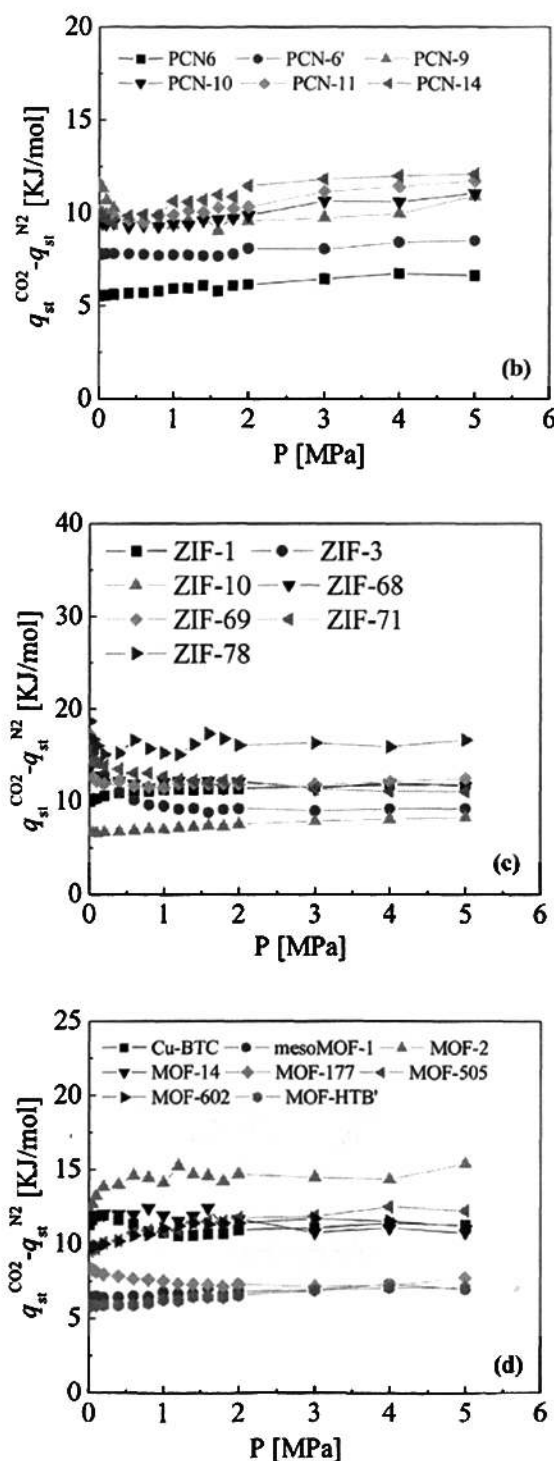 20
PCN6 PCN-6' PCN-9
PCN-10 PCN-11 PCN-14
15
10
5
0
q_st^CO2-q_st^N2 [KJ/mol]
(b)
0 1 2 3 4 5 6
P [MPa]
40
ZIF-1 ZIF-3
ZIF-10 ZIF-68
ZIF-69 ZIF-71
ZIF-78
30
20
10
0
q_st^CO2-q_st^N2 [KJ/mol]
(c)
0 1 2 3 4 5 6
P [MPa]
25
Cu-BTC mesoMOF-1 MOF-2
MOF-14 MOF-177 MOF-505
MOF-602 MOF-HTB'
20
15
10
5
0
q_st^CO2-q_st^N2 [KJ/mol]
(d)
0 1 2 3 4 5 6
P [MPa]